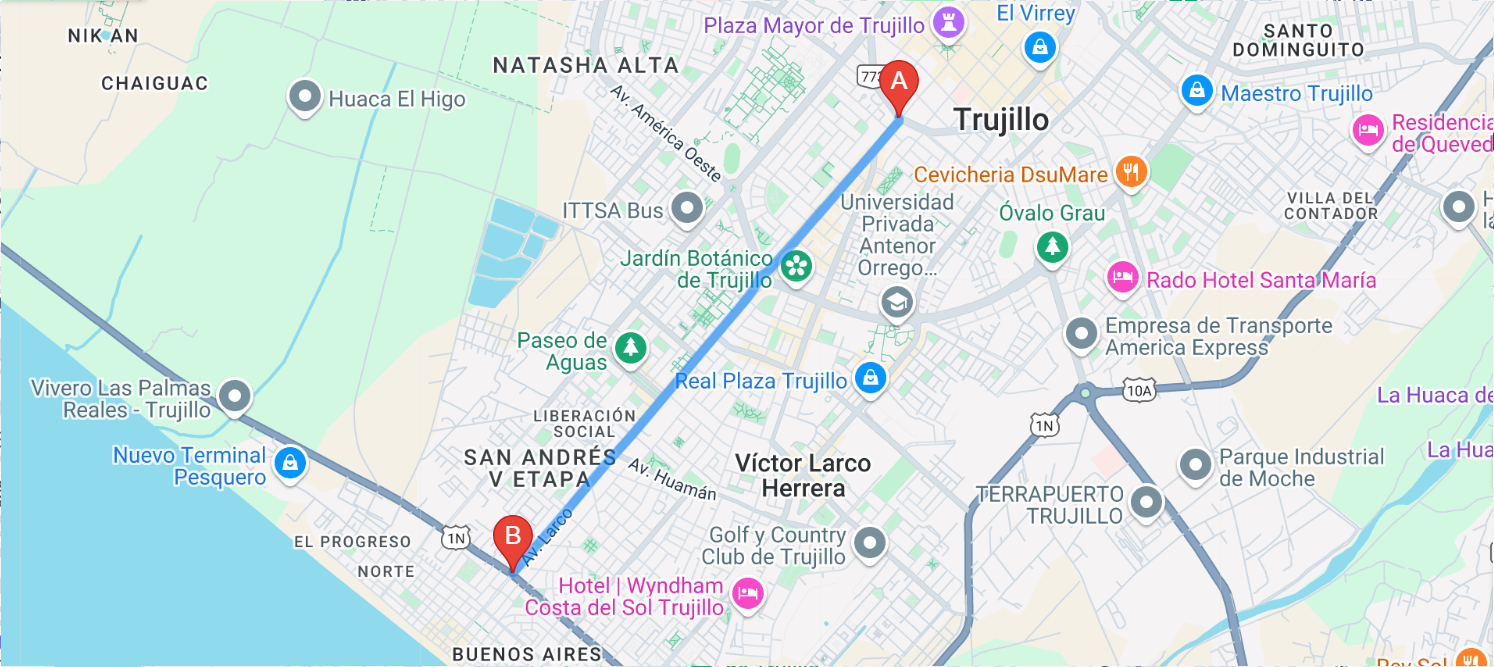 Plaza Mayor de Trujillo
El Virrey
NIK AN
SANTO
DOMINGUITO
NATASHA ALTA
CHAIGUAC
Huaca El Higo
Av. América Oeste
772
A
Trujillo
Maestro Trujillo
Residencia
de Queved
Cevicheria DsuMare
ITTSA Bus
Universidad
Privada
Antenor
Orrego...
Óvalo Grau
VILLA DEL
CONTADOR
H
la
Jardín Botánico
de Trujillo
Rado Hotel Santa María
Paseo de
Aguas
Empresa de Transporte
America Express
Vivero Las Palmas
Reales - Trujillo
Real Plaza Trujillo
10A
La Huaca de
LIBERACIÓN
SOCIAL
1N
Nuevo Terminal
Pesquero
SAN ANDRÉS
V ETAPA
Av. Huamán
Víctor Larco
Herrera
La Hua
Parque Industrial
de Moche
TERRAPUERTO
TRUJILLO
B
Av. Larco
1N
EL PROGRESO
NORTE
Golf y Country
Club de Trujillo
Hotel | Wyndham
Costa del Sol Trujillo
BUENOS AIRES
Rey Sol